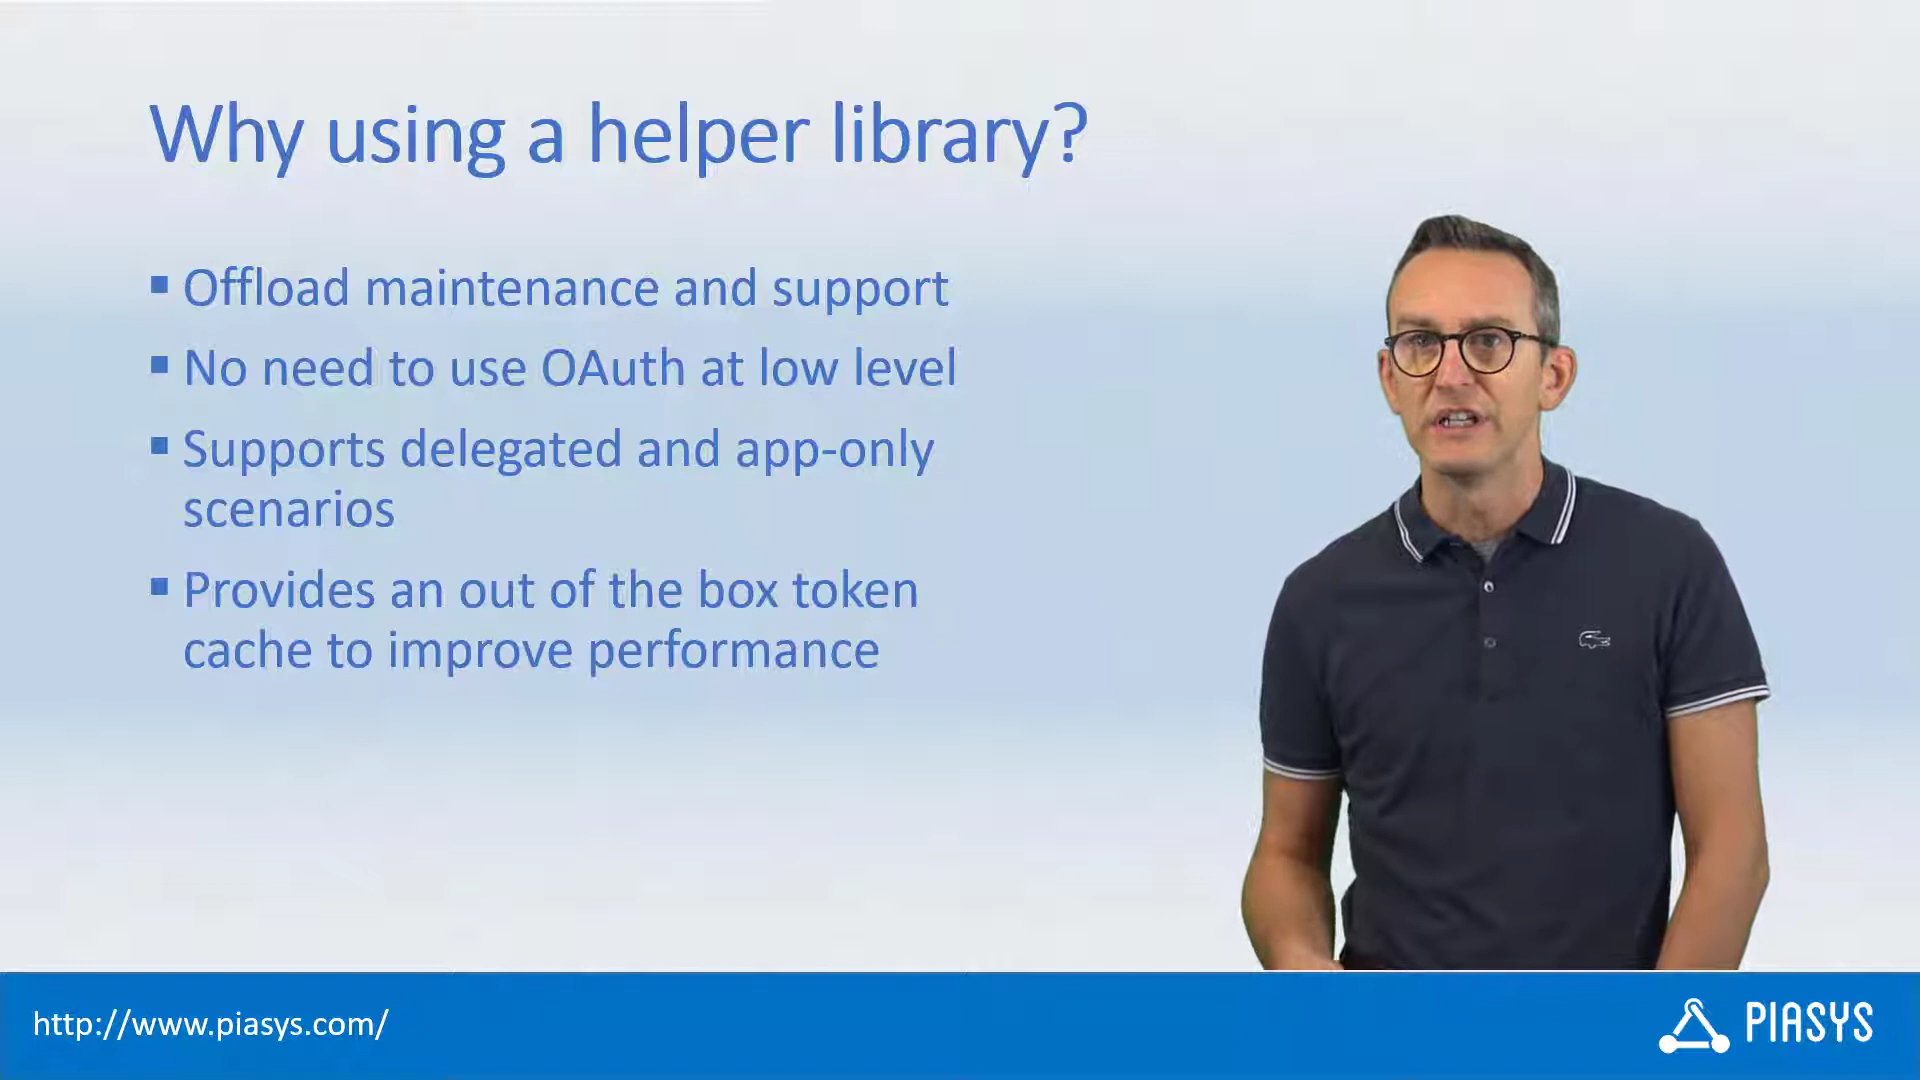 Why using a helper library?
▪ Offload maintenance and support
▪ No need to use OAuth at low level
▪ Supports delegated and app-only
scenarios
▪ Provides an out of the box token
cache to improve performance
http://www.piasys.com/
PIASYS